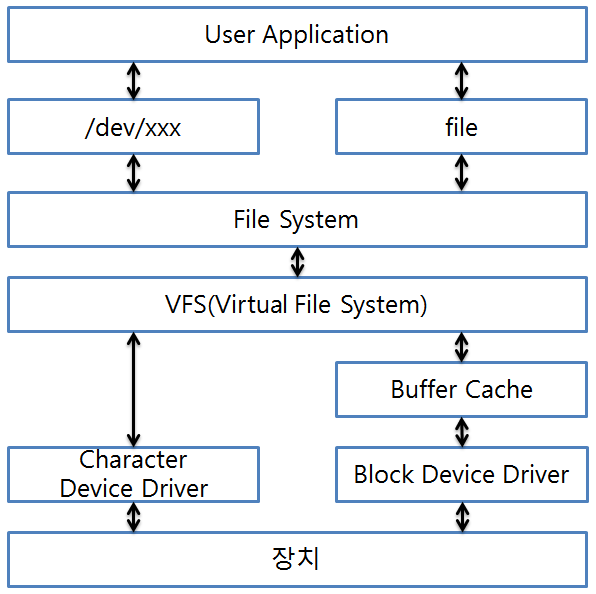 User Application
/dev/xxx
file
File System
VFS(Virtual File System)
Buffer Cache
Character
Device Driver
Block Device Driver
장치